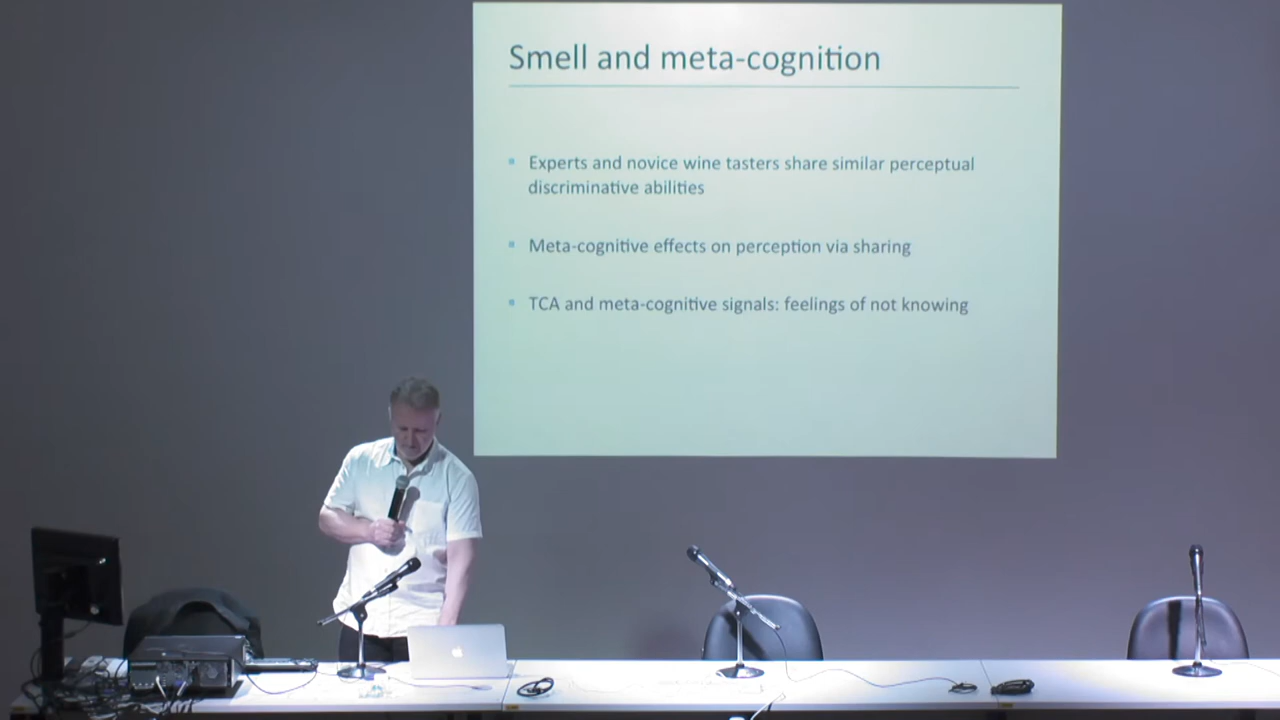 Smell and meta-cognition
Experts and novice wine tasters share similar perceptual
discriminative abilities
Meta-cognitive effects on perception via sharing
TCA and meta-cognitive signals: feelings of not knowing